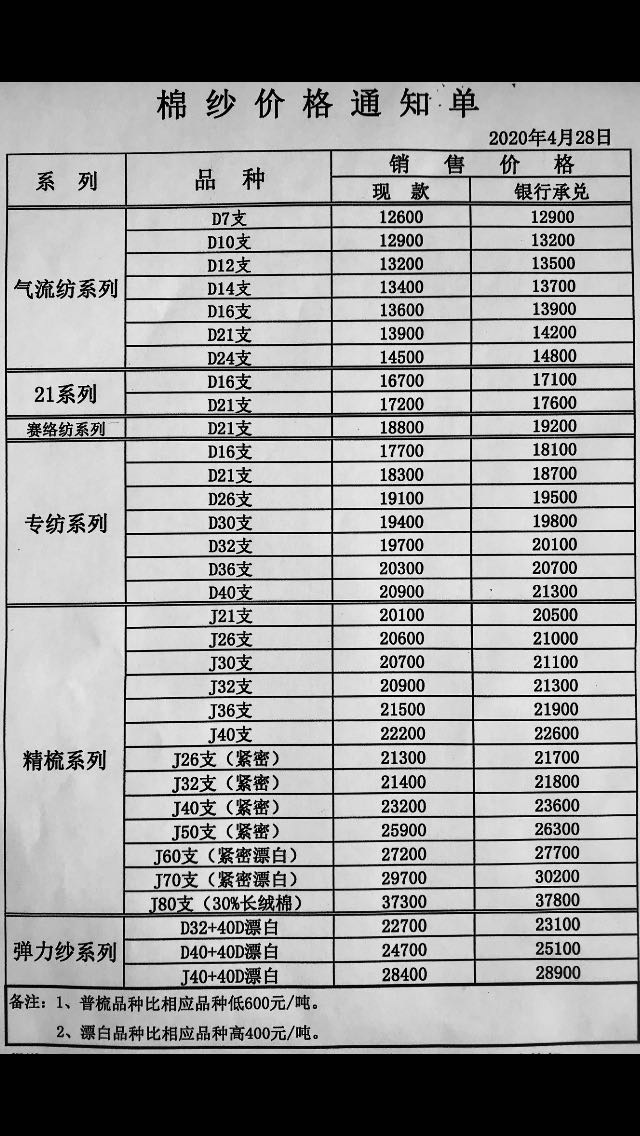 棉纱价格通知单
2020年4月28日
系列 品种 销售价格
现款 银行承兑
气流纺系列
D7支 12600 12900
D10支 12900 13200
D12支 13200 13500
D14支 13400 13700
D16支 13600 13900
D21支 13900 14200
D24支 14500 14800
21系列
D16支 16700 17100
D21支 17200 17600
赛络纺系列 D21支 18800 19200
专纺系列
D16支 17700 18100
D21支 18300 18700
D26支 19100 19500
D30支 19400 19800
D32支 19700 20100
D36支 20300 20700
D40支 20900 21300
精梳系列
J21支 20100 20500
J26支 20600 21000
J30支 20700 21100
J32支 20900 21300
J36支 21500 21900
J40支 22200 22600
J26支（紧密） 21300 21700
J32支（紧密） 21400 21800
J40支（紧密） 23200 23600
J50支（紧密） 25900 26300
J60支（紧密漂白） 27200 27700
J70支（紧密漂白） 29700 30200
J80支（30%长绒棉） 37300 37800
弹力纱系列
D32+40D漂白 22700 23100
D40+40D漂白 24700 25100
J40+40D漂白 28400 28900
备注：1、普梳品种比相应品种低600元/吨。
2、漂白品种比相应品种高400元/吨。